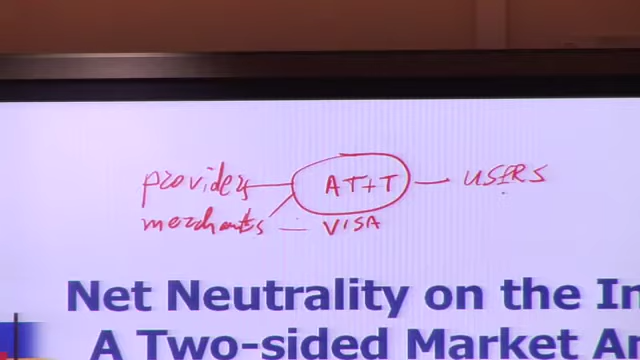 providers AT+T USERS
merchants VISA
Net Neutrality on the In
A Two-sided Market An